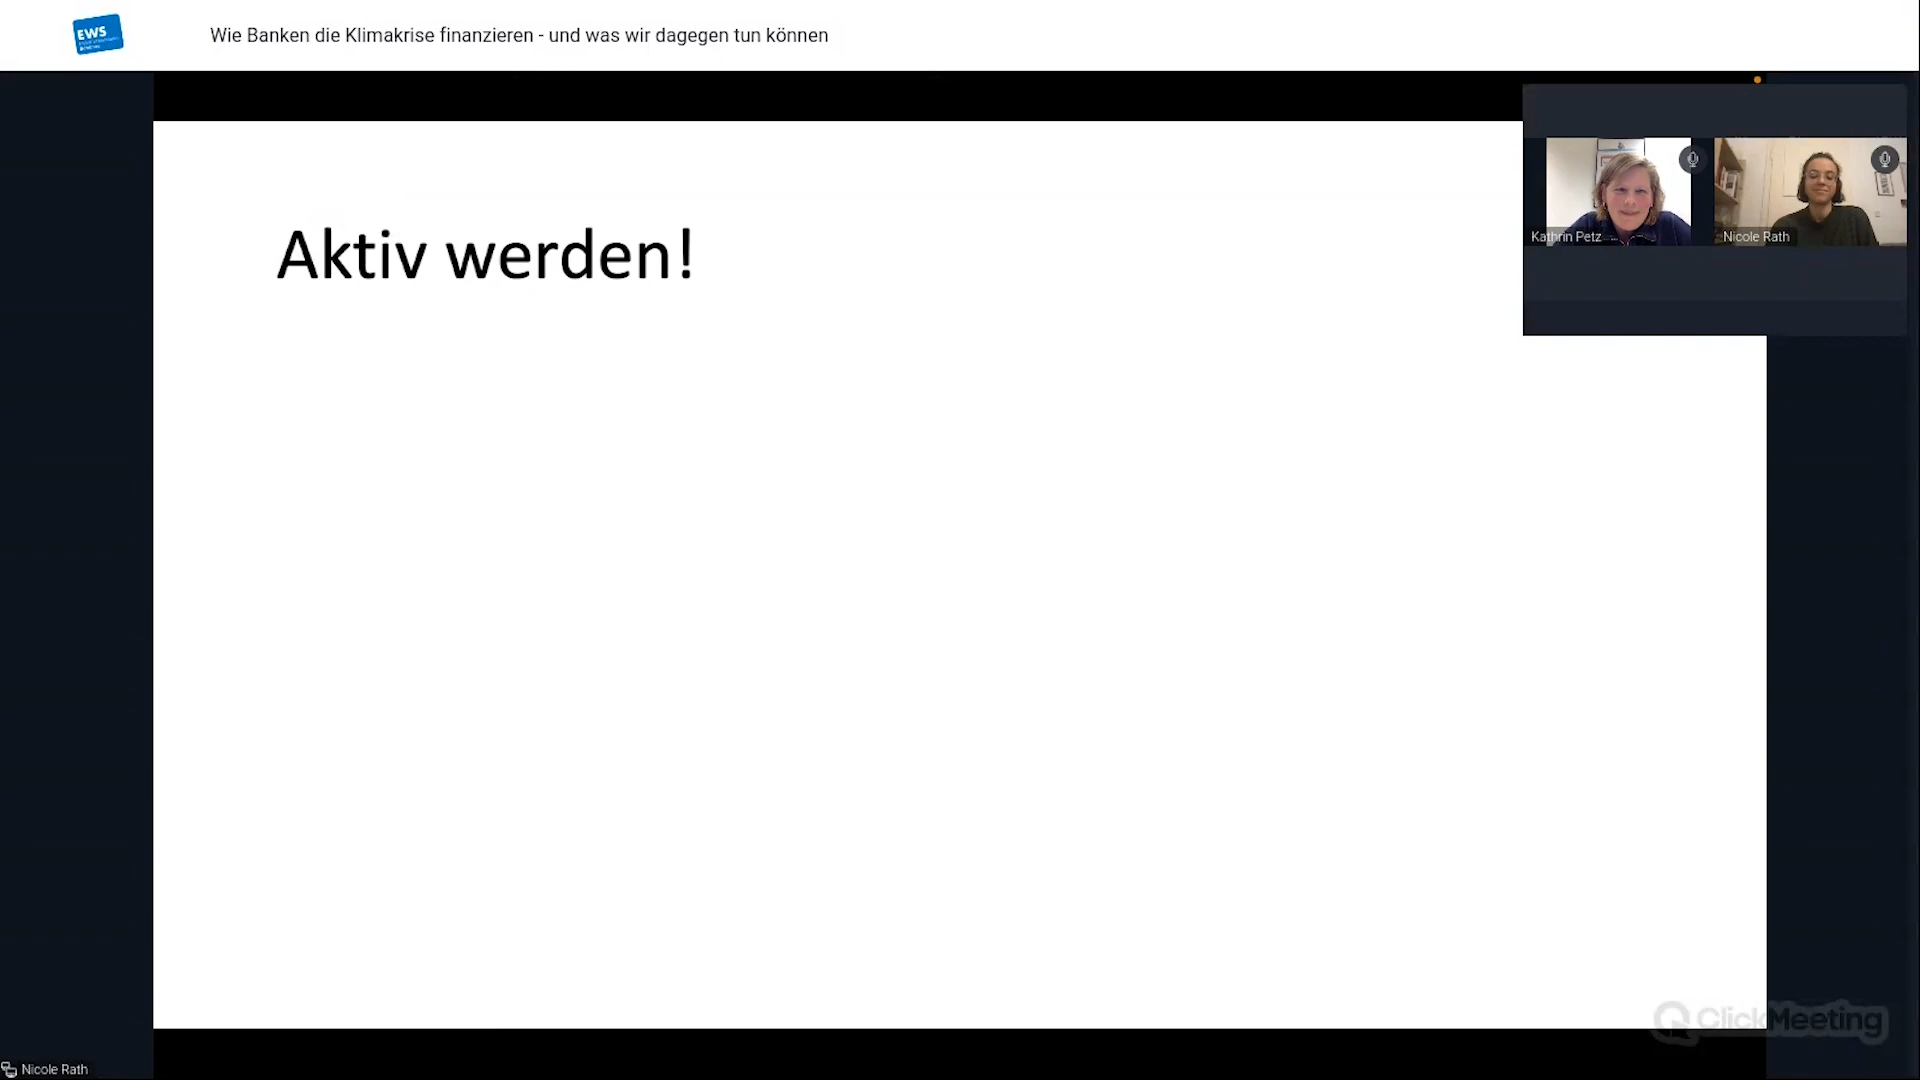 EWS
Wie Banken die Klimakrise finanzieren - und was wir dagegen tun können
Aktiv werden!
Kathrin Petz
Nicole Rath
ClickMeeting
Nicole Rath